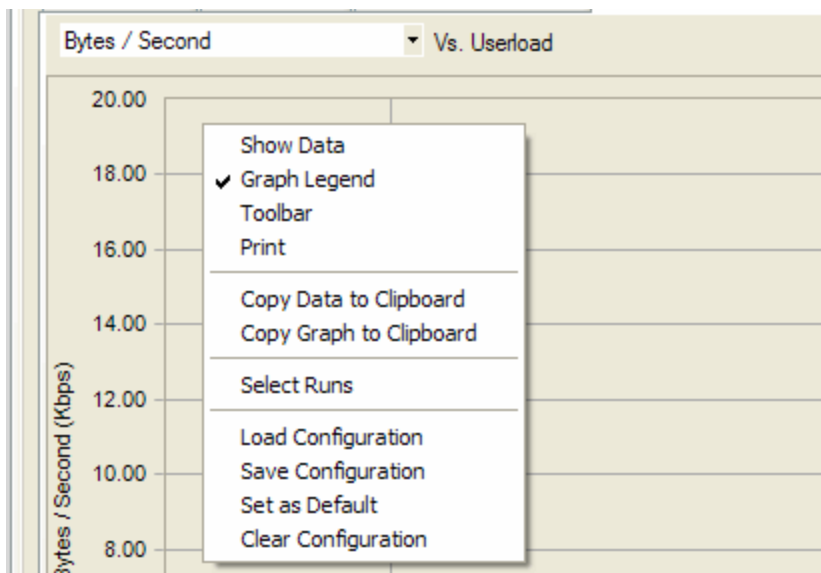 Bytes / Second Vs. Userload
20.00
18.00
16.00
14.00
12.00
10.00
8.00
Bytes / Second (Kbps)
Show Data
Graph Legend
Toolbar
Print
Copy Data to Clipboard
Copy Graph to Clipboard
Select Runs
Load Configuration
Save Configuration
Set as Default
Clear Configuration